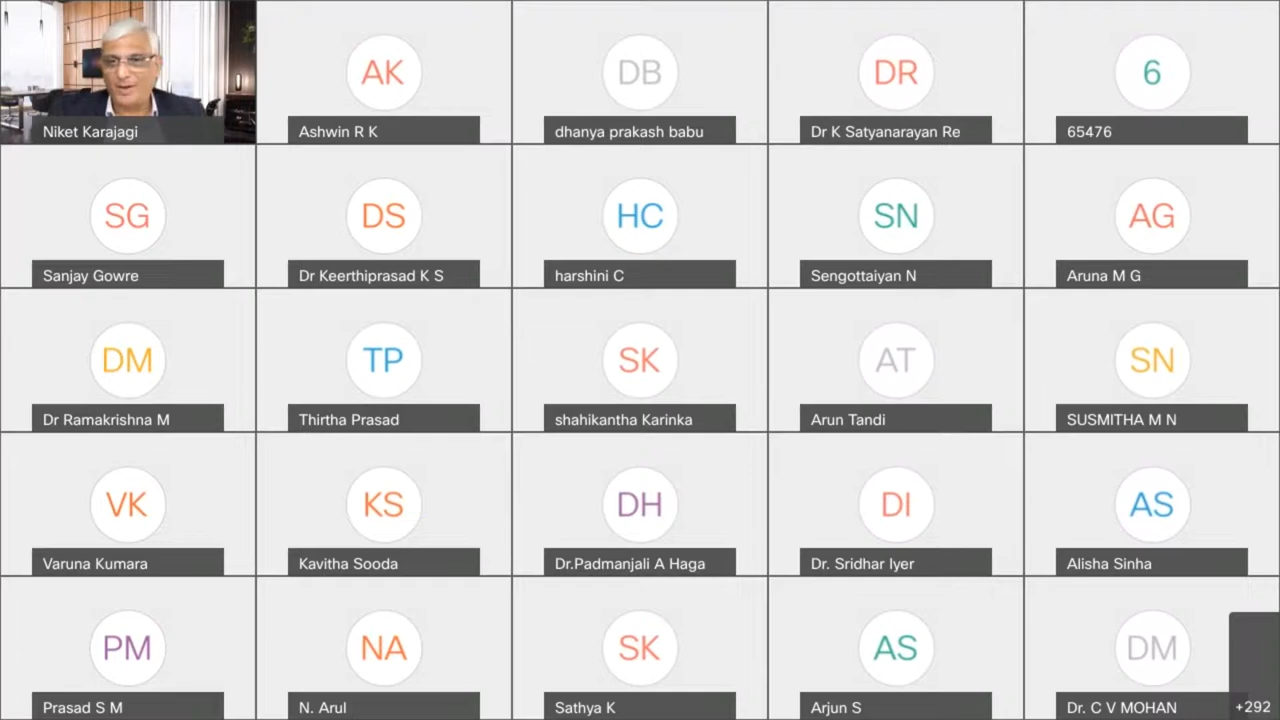 Niket Karajagi
AK
Ashwin R K
DB
dhanya prakash babu
DR
Dr K Satyanarayan Re
6
65476
SG
Sanjay Gowre
DS
Dr Keerthiprasad K S
HC
harshini C
SN
Sengottaiyan N
AG
Aruna M G
DM
Dr Ramakrishna M
TP
Thirtha Prasad
SK
shahikantha Karinka
AT
Arun Tandi
SN
SUSMITHA M N
VK
Varuna Kumara
KS
Kavitha Sooda
DH
Dr.Padmanjali A Haga
DI
Dr. Sridhar Iyer
AS
Alisha Sinha
PM
Prasad S M
NA
N. Arul
SK
Sathya K
AS
Arjun S
DM
Dr. C V MOHAN
+292